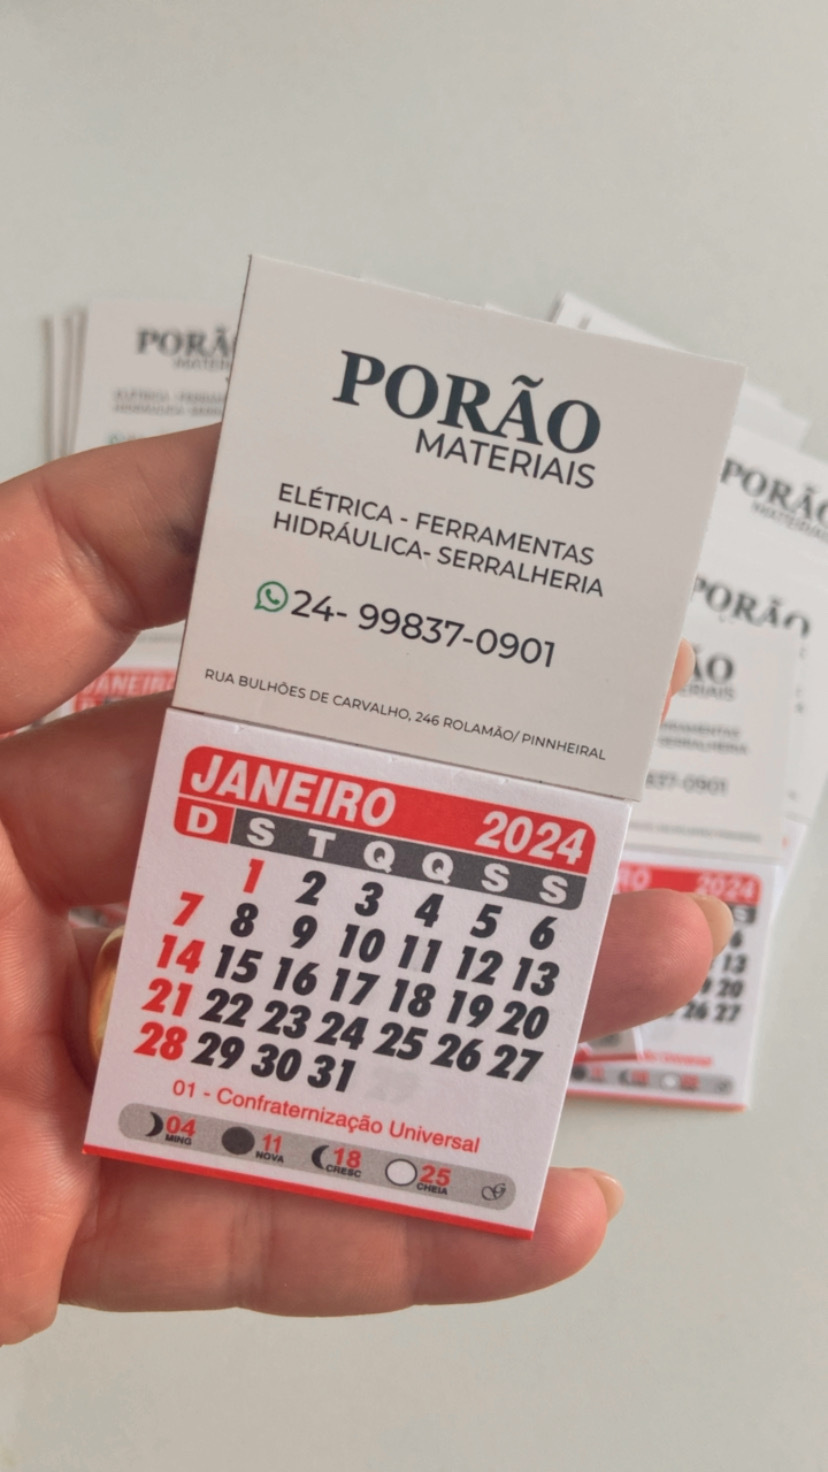 PORÃO
MATERIAIS
ELÉTRICA - FERRAMENTAS
HIDRÁULICA- SERRALHERIA
24- 99837-0901
RUA BULHÕES DE CARVALHO, 246 ROLAMÃO/ PINNHEIRAL
JANEIRO 2024
D S T Q Q S S
1 2 3 4 5 6
7 8 9 10 11 12 13
14 15 16 17 18 19 20
21 22 23 24 25 26 27
28 29 30 31
01 - Confraternização Universal
04 MING 11 NOVA 18 CRESC 25 CHEIA